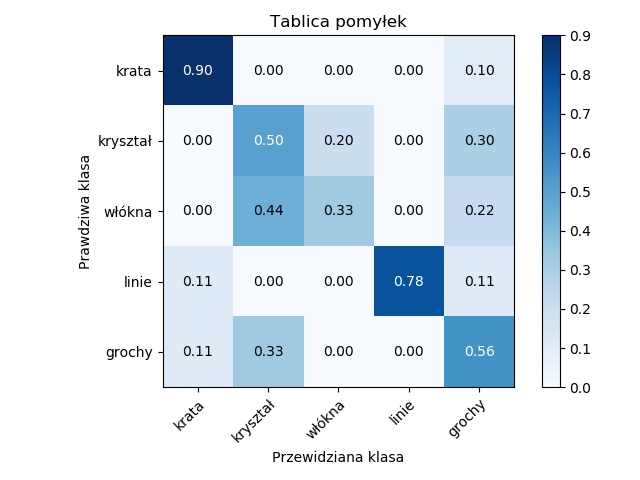 Tablica pomyłek
Prawdziwa klasa
krata 0.90 0.00 0.00 0.00 0.10
kryształ 0.00 0.50 0.20 0.00 0.30
włókna 0.00 0.44 0.33 0.00 0.22
linie 0.11 0.00 0.00 0.78 0.11
grochy 0.11 0.33 0.00 0.00 0.56
krata kryształ włókna linie grochy
Przewidziana klasa
0.9
0.8
0.7
0.6
0.5
0.4
0.3
0.2
0.1
0.0